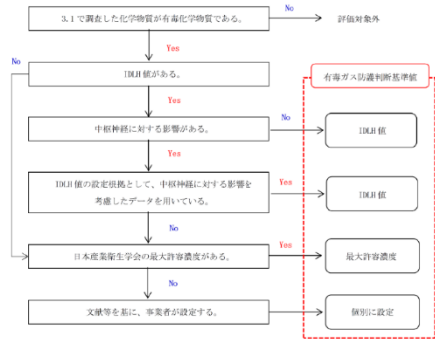 3.1で調査した化学物質が有毒化学物質である。
No
評価対象外
Yes
No
IDLH値がある。
有毒ガス防護判断基準値
Yes
中枢神経に対する影響がある。
No
IDLH値
Yes
IDLH値の設定根拠として、中枢神経に対する影響を
考慮したデータを用いている。
Yes
IDLH値
No
日本産業衛生学会の最大許容濃度がある。
Yes
最大許容濃度
No
文献等を基に、事業者が設定する。
個別に設定